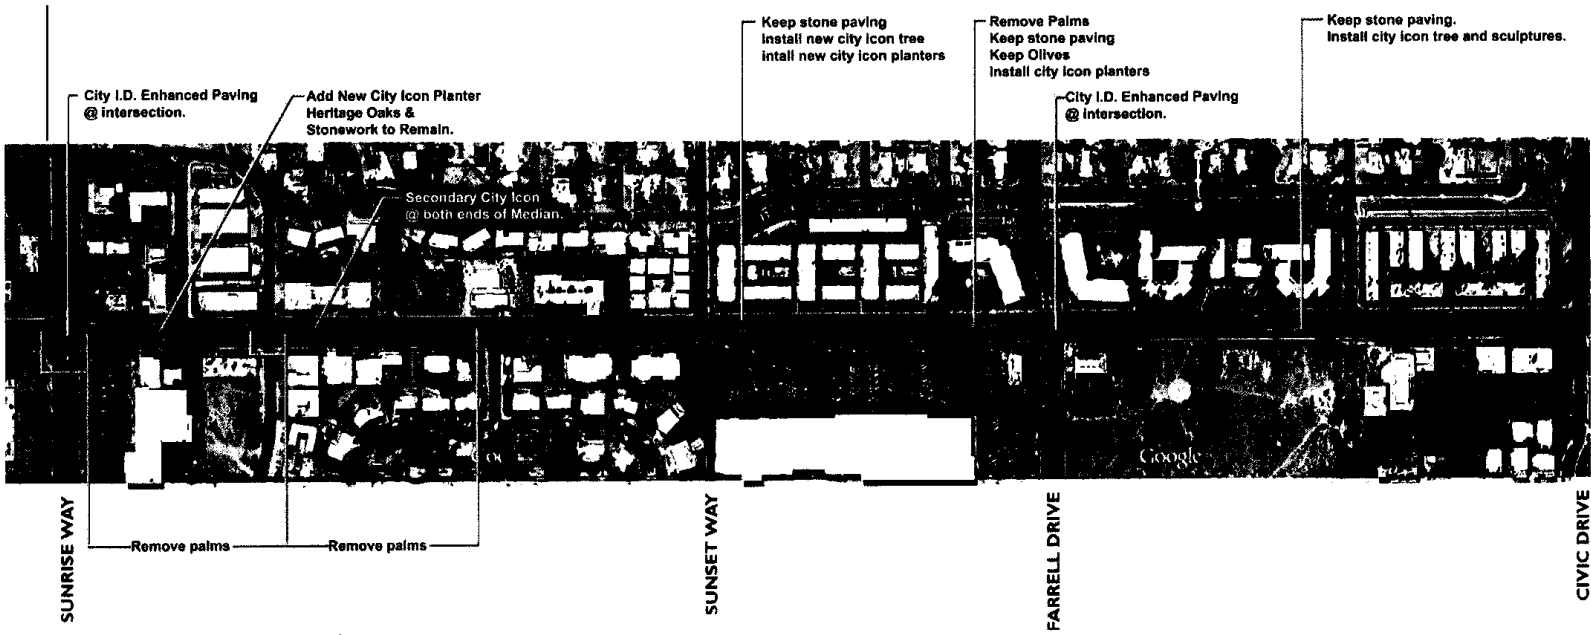 Keep stone paving
Install new city icon tree
intall new city icon planters
Remove Palms
Keep stone paving
Keep Olives
Install city icon planters
Keep stone paving.
Install city icon tree and sculptures.
City I.D. Enhanced Paving
@ intersection.
Add New City Icon Planter
Heritage Oaks &
Stonework to Remain.
City I.D. Enhanced Paving
@ intersection.
Secondary City Icon
@ both ends of Median.
Google
Remove palms
Remove palms
SUNRISE WAY
SUNSET WAY
FARRELL DRIVE
CIVIC DRIVE